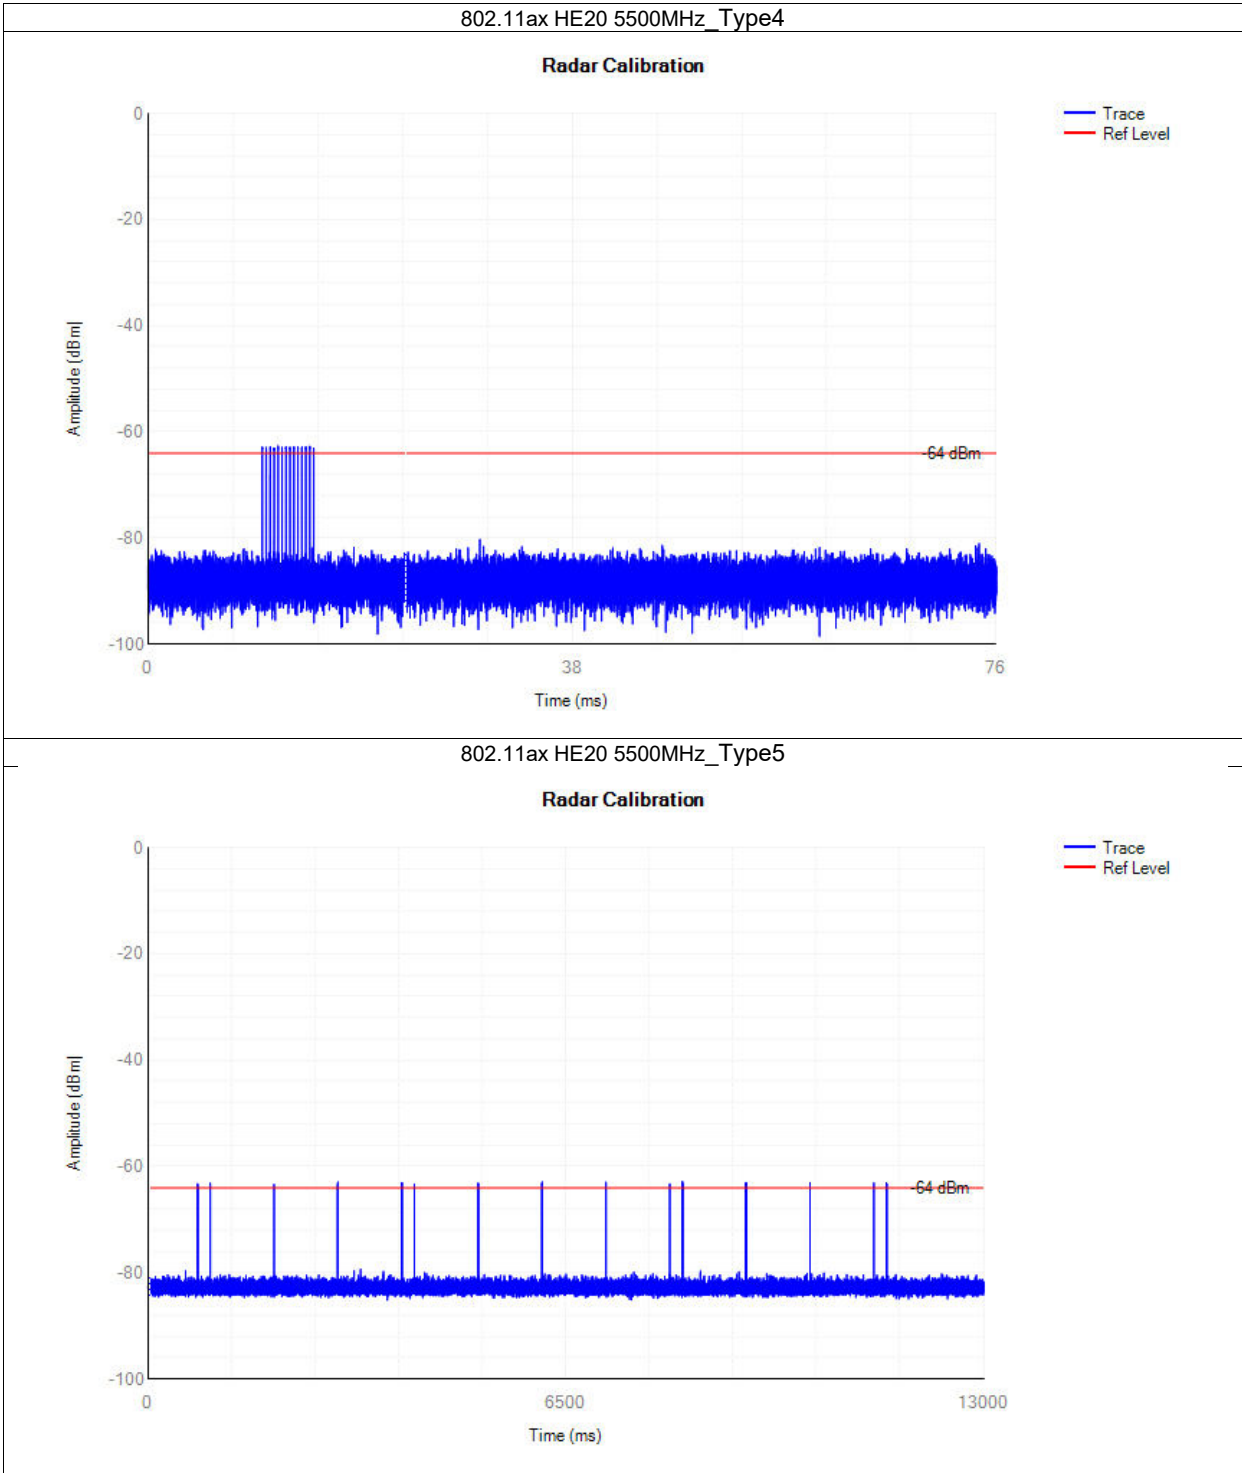 802.11ax HE20 5500MHz_Type4
Radar Calibration
0
-20
-40
-60
-80
-100
Amplitude [dBm]
Trace
Ref Level
-64 dBm
0 38 76
Time (ms)
802.11ax HE20 5500MHz_Type5
Radar Calibration
0
-20
-40
-60
-80
-100
Amplitude [dBm]
Trace
Ref Level
-64 dBm
0 6500 13000
Time (ms)